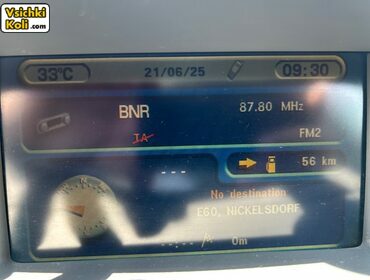 Vsichki
Koli .com
33°C
21/06/25
09:30
BNR
87.80 MHz
IA
FM2
56 km
- - -
No destination
E60, NICKELSDORF
0m